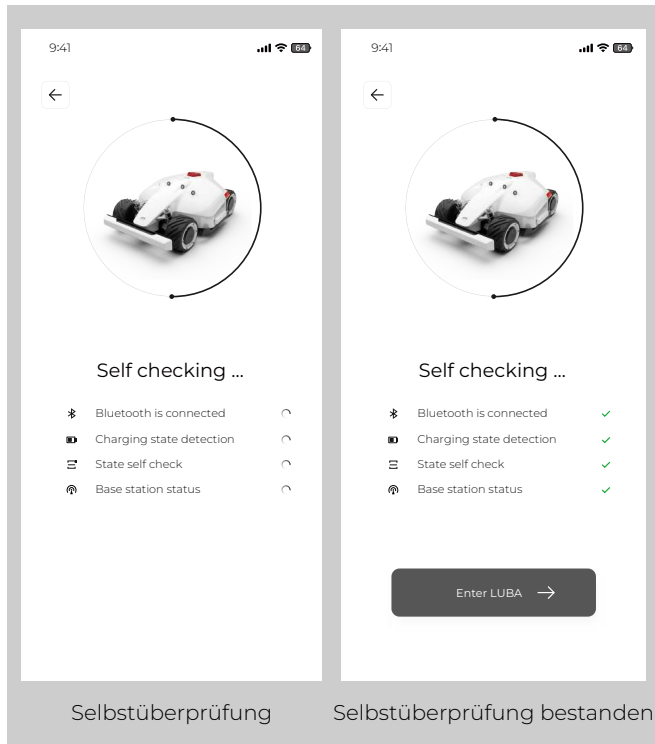 9:41
64
Self checking ...
Bluetooth is connected
Charging state detection
State self check
Base station status
Selbstüberprüfung
9:41
64
Self checking ...
Bluetooth is connected
Charging state detection
State self check
Base station status
Enter LUBA
Selbstüberprüfung bestanden